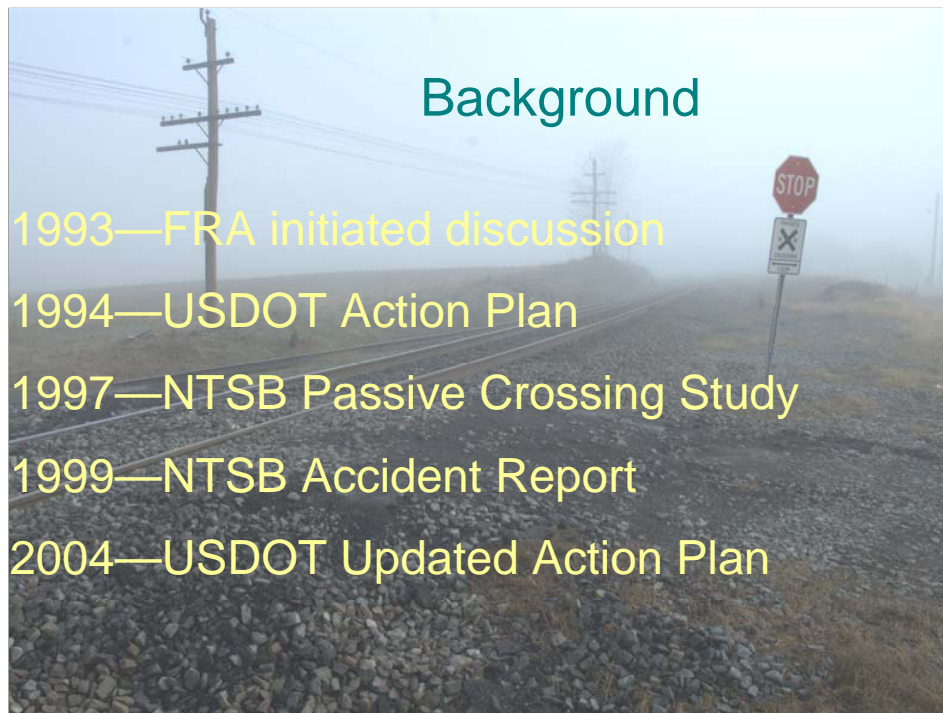 Background
STOP
CROSSING
1993—FRA initiated discussion
1994—USDOT Action Plan
1997—NTSB Passive Crossing Study
1999—NTSB Accident Report
2004—USDOT Updated Action Plan